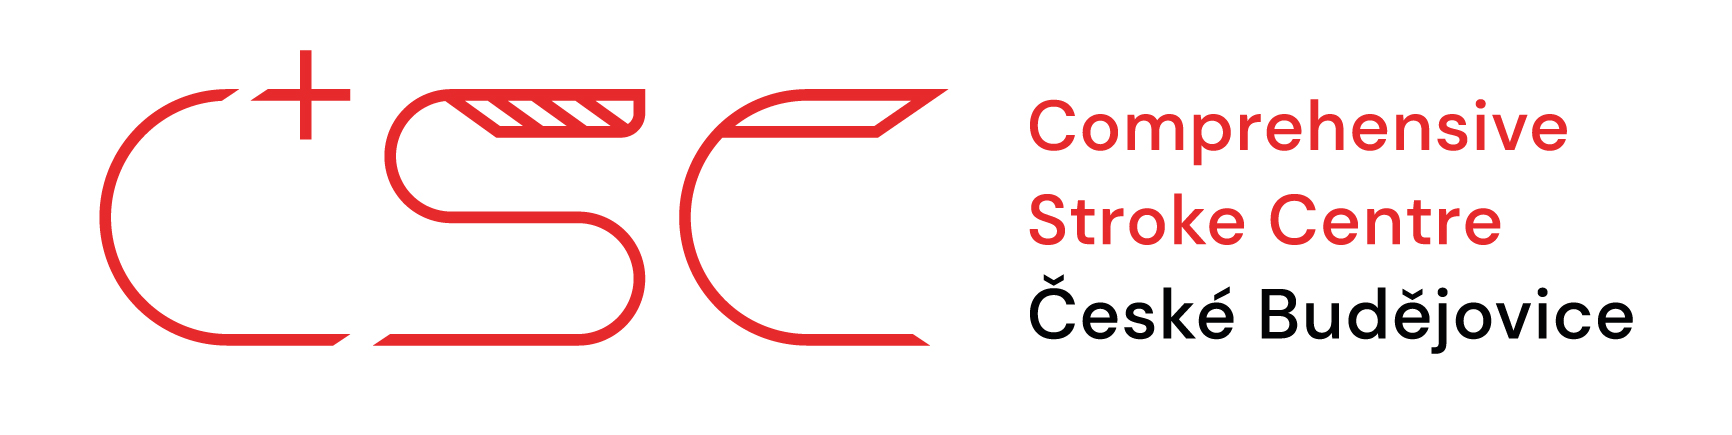 CSC
Comprehensive
Stroke Centre
České Budějovice